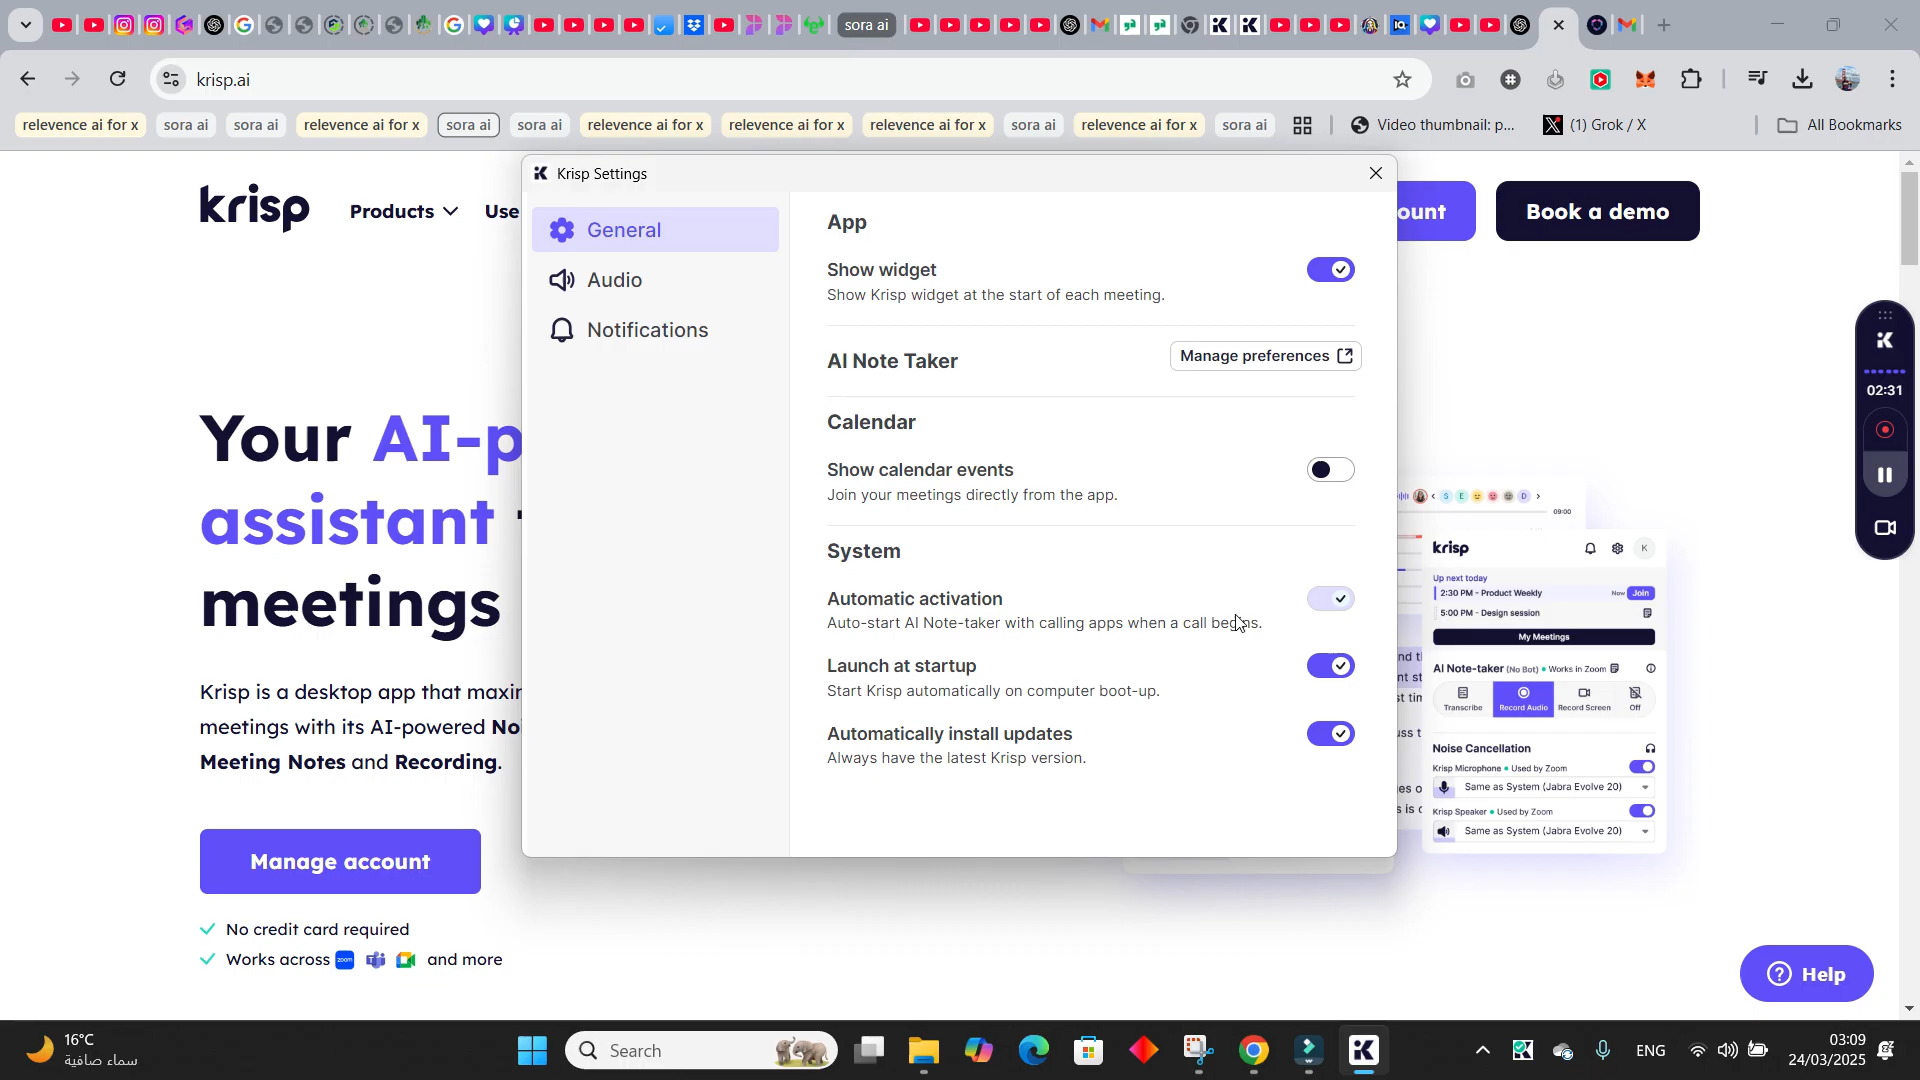 sora ai
krisp.ai
relevence ai for x
sora ai
sora ai
relevence ai for x
sora ai
sora ai
relevence ai for x
relevence ai for x
relevence ai for x
sora ai
relevence ai for x
sora ai
Video thumbnail: p...
(1) Grok / X
All Bookmarks
krisp
Products
Use
ount
Book a demo
Krisp Settings
General
Audio
Notifications
App
Show widget
Show Krisp widget at the start of each meeting.
AI Note Taker
Manage preferences
Calendar
Show calendar events
Join your meetings directly from the app.
System
Automatic activation
Auto-start AI Note-taker with calling apps when a call begins.
Launch at startup
Start Krisp automatically on computer boot-up.
Automatically install updates
Always have the latest Krisp version.
Your AI-p
assistant
meetings
Krisp is a desktop app that maxi
meetings with its AI-powered No
Meeting Notes and Recording.
Manage account
No credit card required
Works across zoom and more
02:31
09:00
krisp
K
Up next today
2:30 PM - Product Weekly
Now Join
5:00 PM - Design session
My Meetings
AI Note-taker (No Bot) • Works in Zoom
Transcribe
Record Audio
Record Screen
Off
Noise Cancellation
Krisp Microphone • Used by Zoom
Same as System (Jabra Evolve 20)
Krisp Speaker • Used by Zoom
Same as System (Jabra Evolve 20)
Help
16°C
سماء صافية
Search
ENG
03:09
24/03/2025